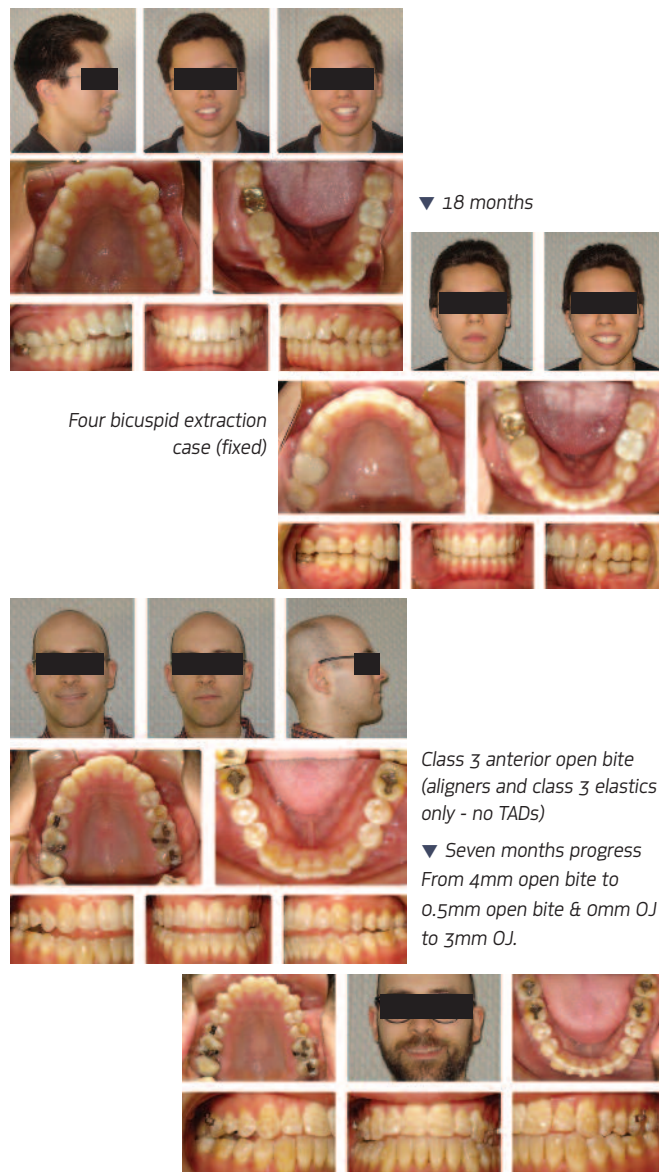 ▼ 18 months
Four bicuspid extraction
case (fixed)
Class 3 anterior open bite
(aligners and class 3 elastics
only - no TADs)
▼ Seven months progress
From 4mm open bite to
0.5mm open bite & 0mm OJ
to 3mm OJ.